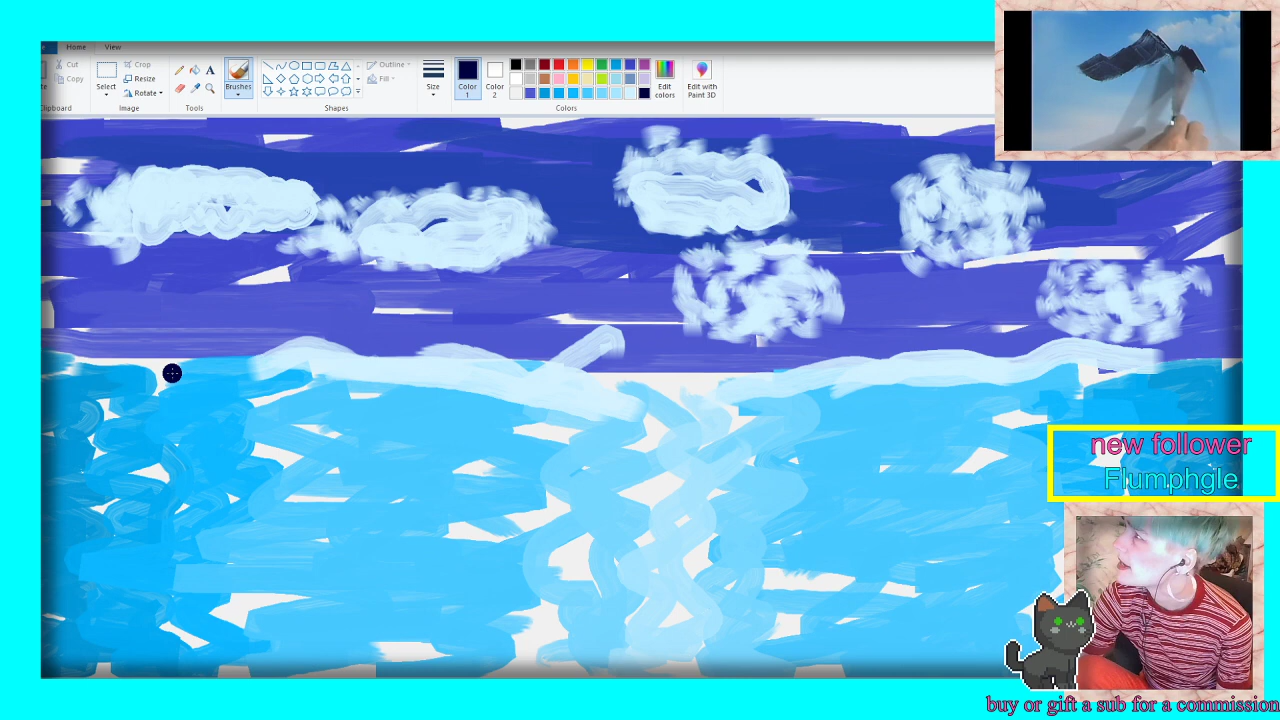 Home View
Cut
Copy
Clipboard
Select
Crop
Resize
Rotate
Image
A
Tools
Brushes
Shapes
Outline
Fill
Size
Color
1
Color
2
Colors
Edit
colors
Edit with
Paint 3D
new follower
Flumphgle
buy or gift a sub for a commission